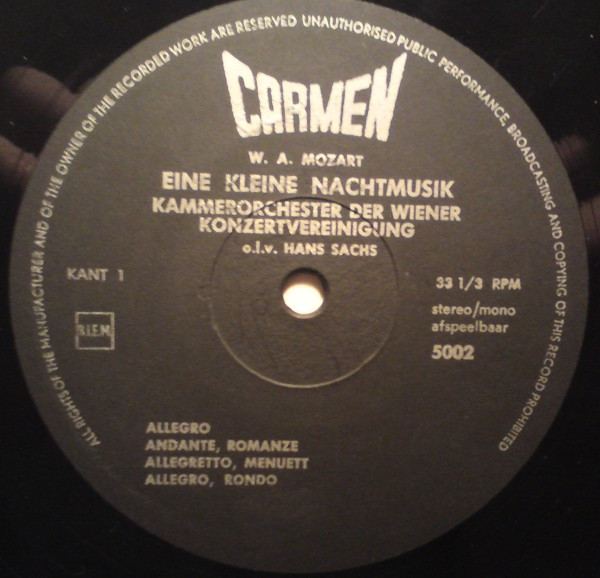 ALL RIGHTS OF THE MANUFACTURER AND OF THE OWNER OF THE RECORDED WORK ARE RESERVED UNAUTHORISED PUBLIC PERFORMANCE, BROADCASTING AND COPYING OF THIS RECORD PROHIBITED
CARMEN
W. A. MOZART
EINE KLEINE NACHTMUSIK
KAMMERORCHESTER DER WIENER
KONZERTVEREINIGUNG
o.l.v. HANS SACHS
KANT 1
33 1/3 RPM
stereo/mono
afspeelbaar
B.I.E.M.
5002
ALLEGRO
ANDANTE, ROMANZE
ALLEGRETTO, MENUETT
ALLEGRO, RONDO